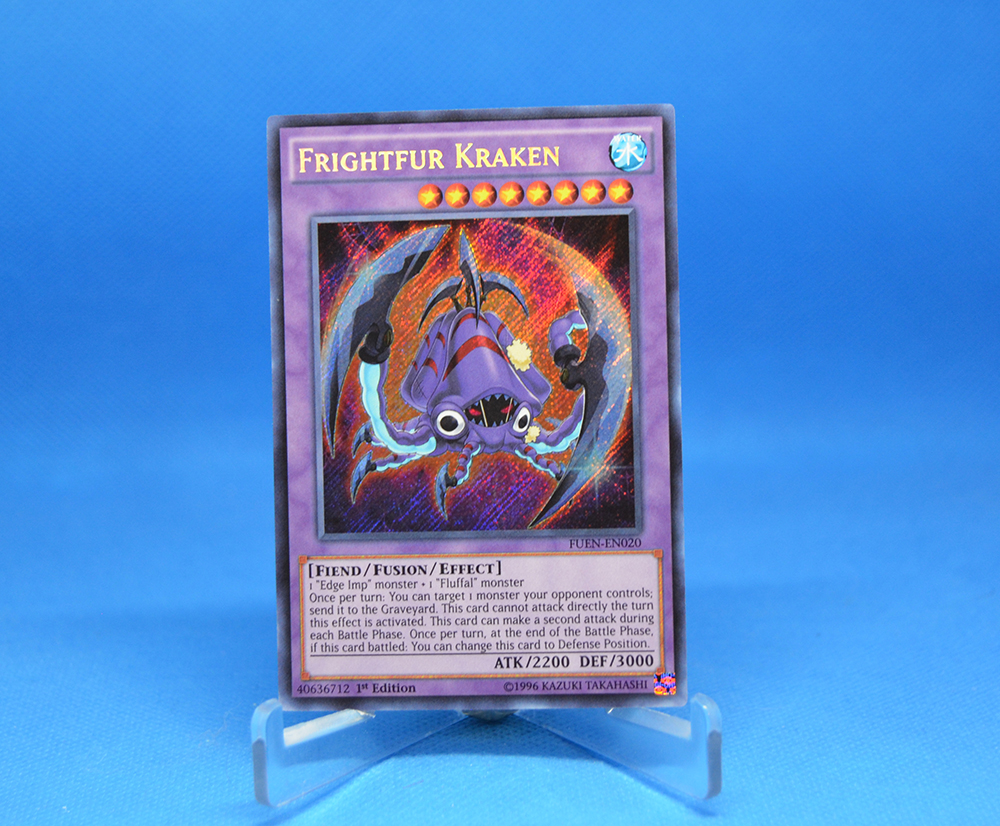 FRIGHTFUR KRAKEN
WATER
水
FUEN-EN020
[FIEND/FUSION/EFFECT]
1 "Edge Imp" monster + 1 "Fluffal" monster
Once per turn: You can target 1 monster your opponent controls;
send it to the Graveyard. This card cannot attack directly the turn
this effect is activated. This card can make a second attack during
each Battle Phase. Once per turn, at the end of the Battle Phase,
if this card battled: You can change this card to Defense Position.
ATK/2200 DEF/3000
40636712 1st Edition ©1996 KAZUKI TAKAHASHI